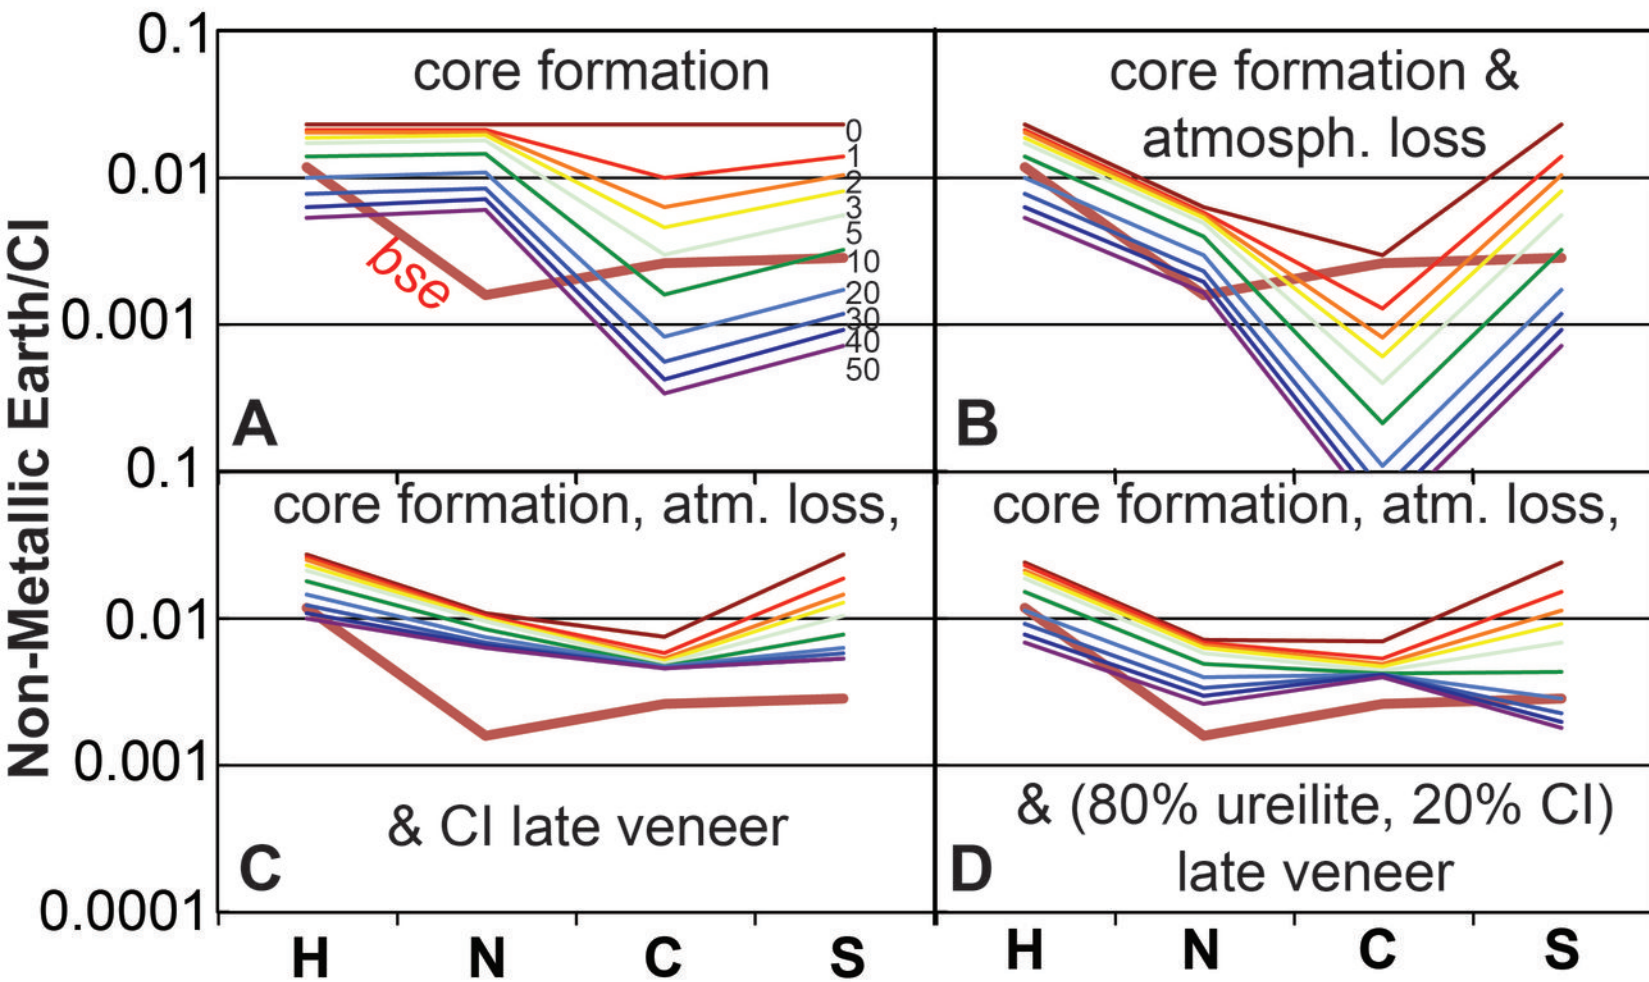 Non-Metallic Earth/CI
0.1
0.01
0.001
0.1
0.01
0.001
0.0001
core formation
0
1
2
3
5
10
20
30
40
50
bse
A
core formation &
atmosph. loss
B
core formation, atm. loss,
& CI late veneer
C
core formation, atm. loss,
& (80% ureilite, 20% CI)
late veneer
D
H N C S
H N C S